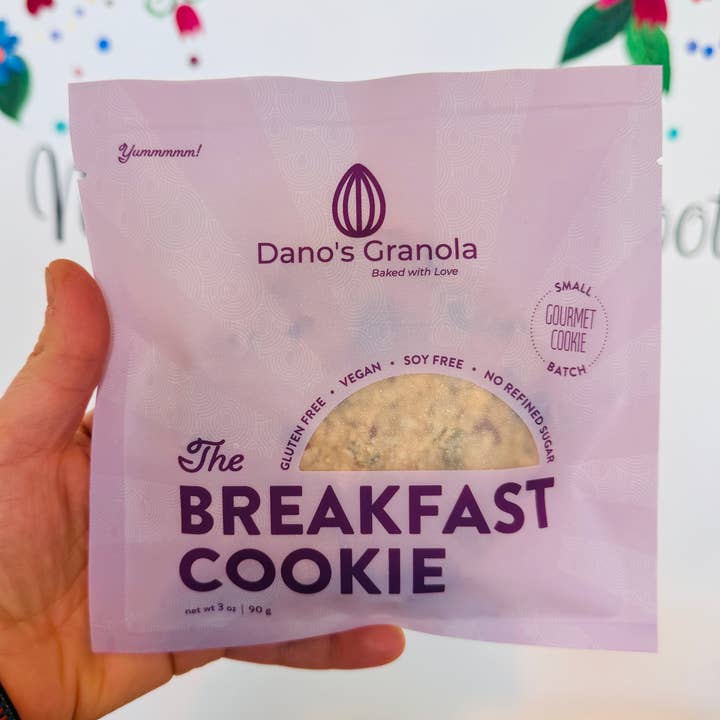 Yummmmm!
Dano's Granola
Baked with Love
SMALL
GOURMET
COOKIE
BATCH
GLUTEN FREE • VEGAN • SOY FREE • NO REFINED SUGAR
The
BREAKFAST
COOKIE
net wt 3 oz | 90 g